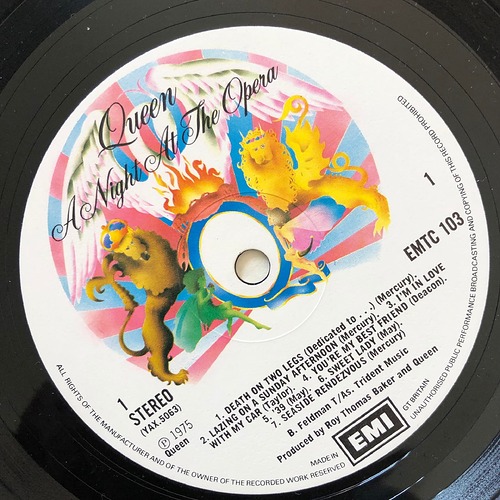 Queen
A Night At The Opera
1
EMTC 103
1
STEREO
(YAX.5063)
Ⓟ 1975
Queen
1. DEATH ON TWO LEGS (Dedicated to . . .) (Mercury).
2. LAZING ON A SUNDAY AFTERNOON (Mercury). 3. I'M IN LOVE
WITH MY CAR (Taylor). 4. YOU'RE MY BEST FRIEND (Deacon).
5. '39 (May). 6. SWEET LADY (May).
7. SEASIDE RENDEZVOUS (Mercury)
B. Feldman T/As. Trident Music
Produced by Roy Thomas Baker and Queen
EMI
ALL RIGHTS OF THE MANUFACTURER AND OF THE OWNER OF THE RECORDED WORK RESERVED
MADE IN GT BRITAIN
UNAUTHORISED PUBLIC PERFORMANCE BROADCASTING AND COPYING OF THIS RECORD PROHIBITED